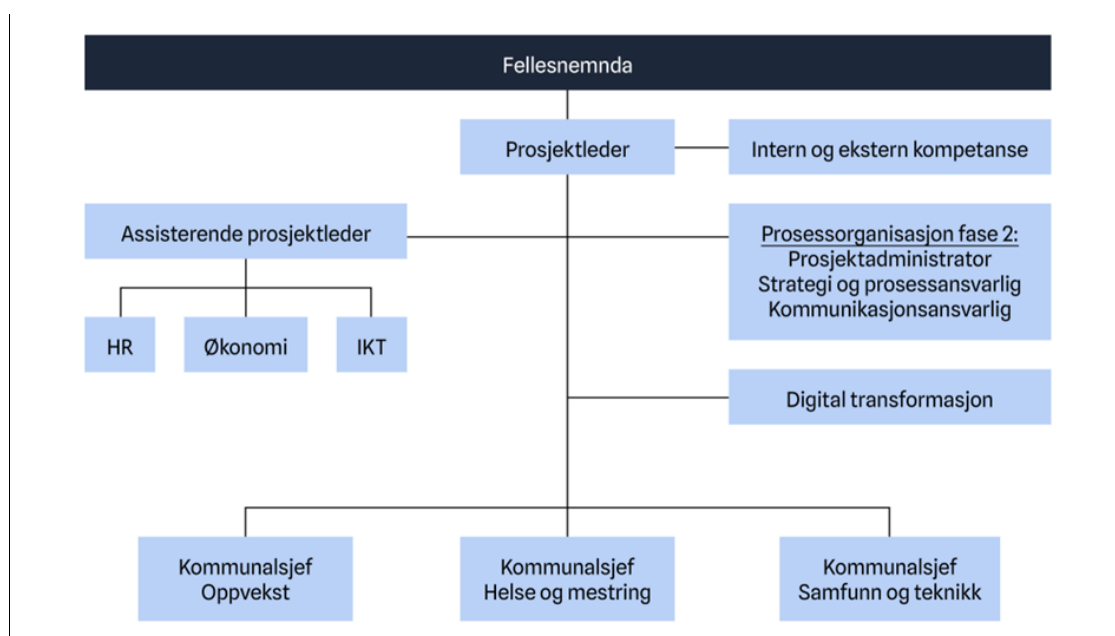 Fellesnemnda
Prosjektleder
Intern og ekstern kompetanse
Assisterende prosjektleder
Prosessorganisasjon fase 2:
Prosjektadministrator
Strategi og prosessansvarlig
Kommunikasjonsansvarlig
HR
Økonomi
IKT
Digital transformasjon
Kommunalsjef
Oppvekst
Kommunalsjef
Helse og mestring
Kommunalsjef
Samfunn og teknikk